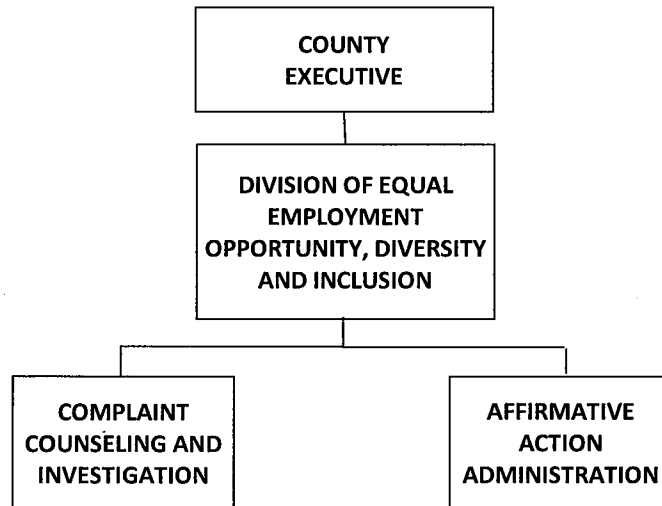 COUNTY
EXECUTIVE
DIVISION OF EQUAL
EMPLOYMENT
OPPORTUNITY, DIVERSITY
AND INCLUSION
COMPLAINT
COUNSELING AND
INVESTIGATION
AFFIRMATIVE
ACTION
ADMINISTRATION